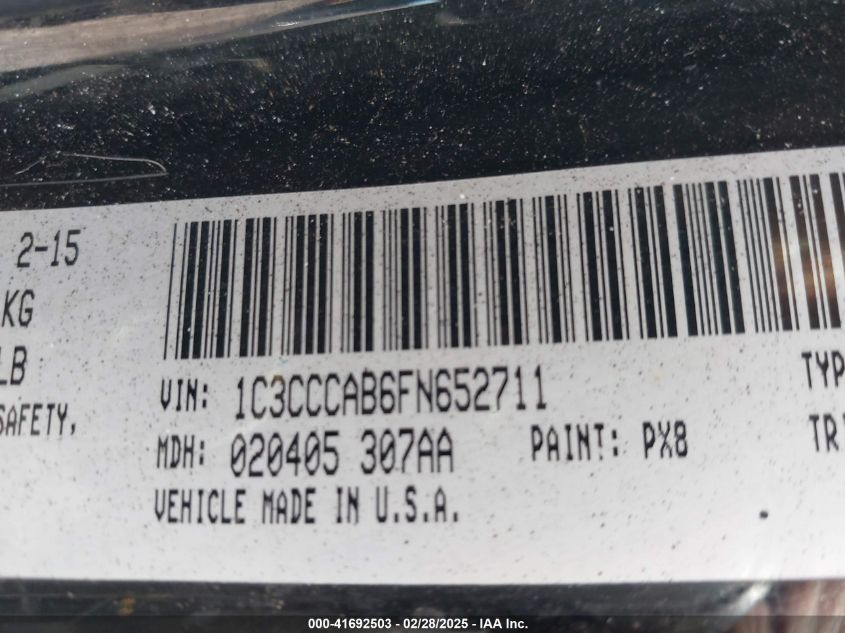 2-15
KG
LB
SAFETY,
VIN: 1C3CCCAB6FN652711
TYP
MDH: 020405 307AA PAINT: PX8
TR
VEHICLE MADE IN U.S.A.
000-41692503 - 02/28/2025 - IAA Inc.